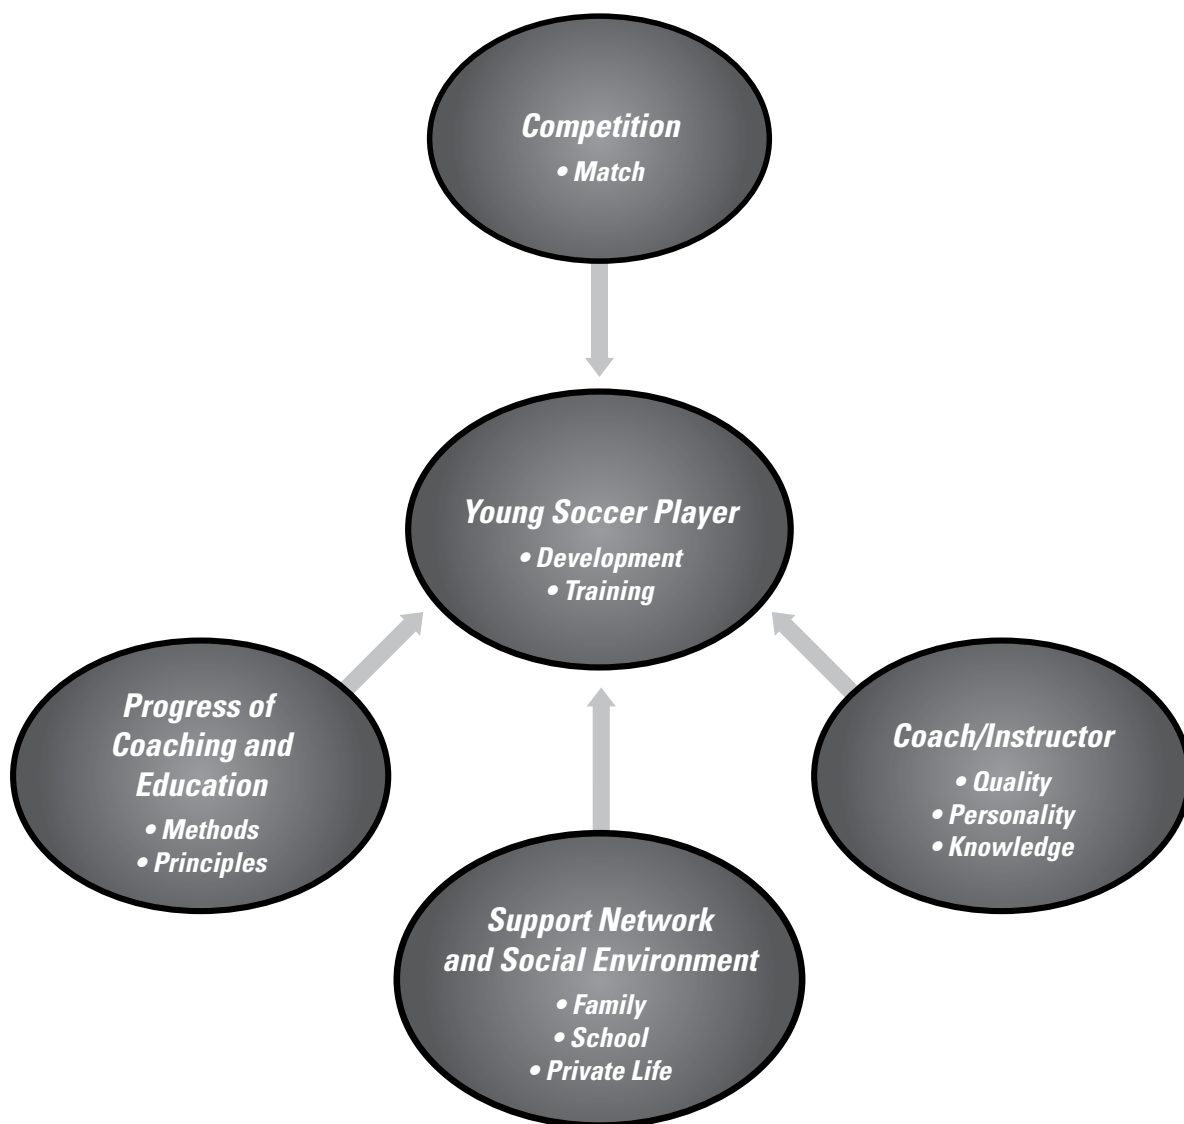 Competition
• Match
Young Soccer Player
• Development
• Training
Progress of
Coaching and
Education
• Methods
• Principles
Coach/Instructor
• Quality
• Personality
• Knowledge
Support Network
and Social Environment
• Family
• School
• Private Life